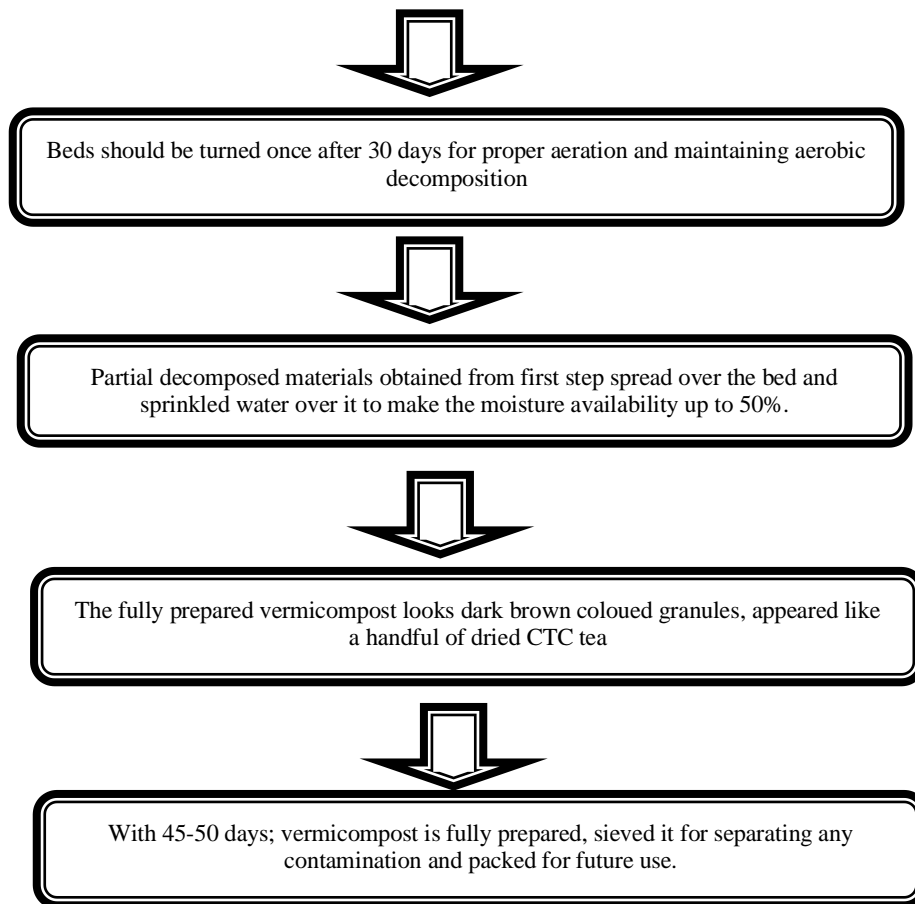 Beds should be turned once after 30 days for proper aeration and maintaining aerobic
decomposition
Partial decomposed materials obtained from first step spread over the bed and
sprinkled water over it to make the moisture availability up to 50%.
The fully prepared vermicompost looks dark brown coloued granules, appeared like
a handful of dried CTC tea
With 45-50 days; vermicompost is fully prepared, sieved it for separating any
contamination and packed for future use.